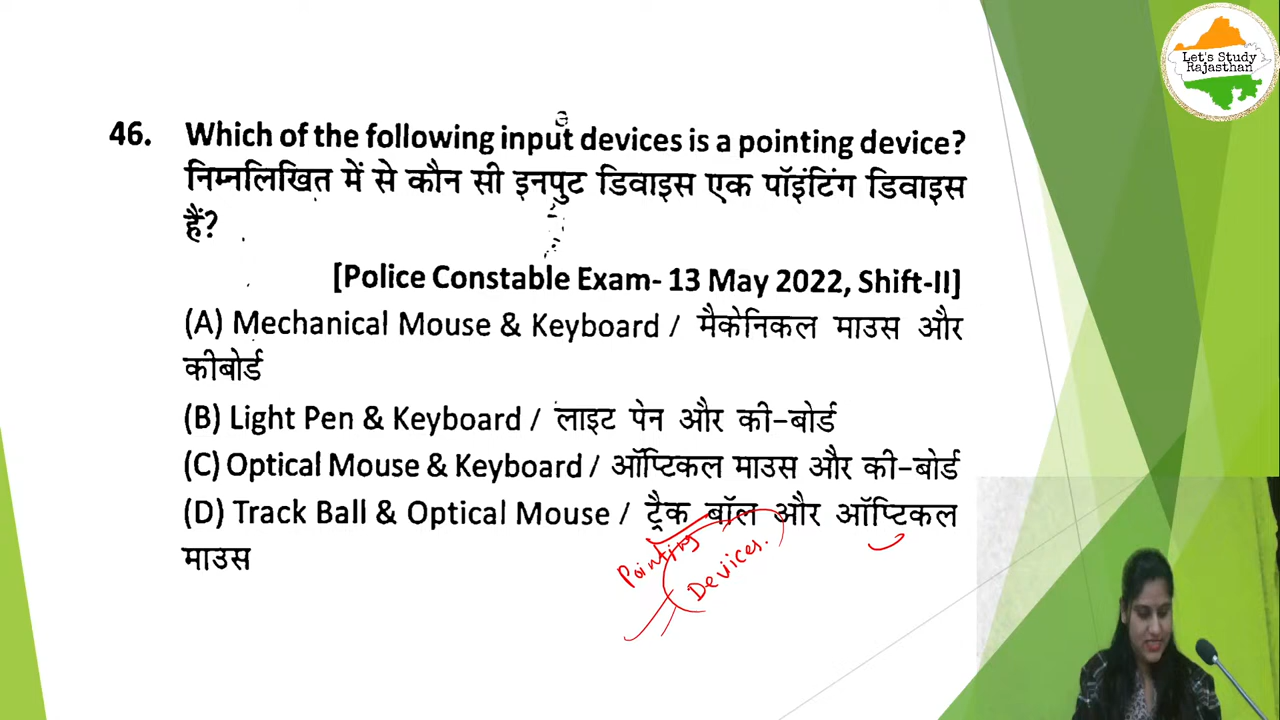 Let's Study
Rajasthan
46. Which of the following input devices is a pointing device?
निम्नलिखित में से कौन सी इनपुट डिवाइस एक पॉइंटिंग डिवाइस
हैं?
[Police Constable Exam- 13 May 2022, Shift-II]
(A) Mechanical Mouse & Keyboard / मैकेनिकल माउस और
कीबोर्ड
(B) Light Pen & Keyboard / लाइट पेन और की-बोर्ड
(C) Optical Mouse & Keyboard / ऑप्टिकल माउस और की-बोर्ड
(D) Track Ball & Optical Mouse / ट्रैक बॉल और ऑप्टिकल
माउस
Pointing
Devices.